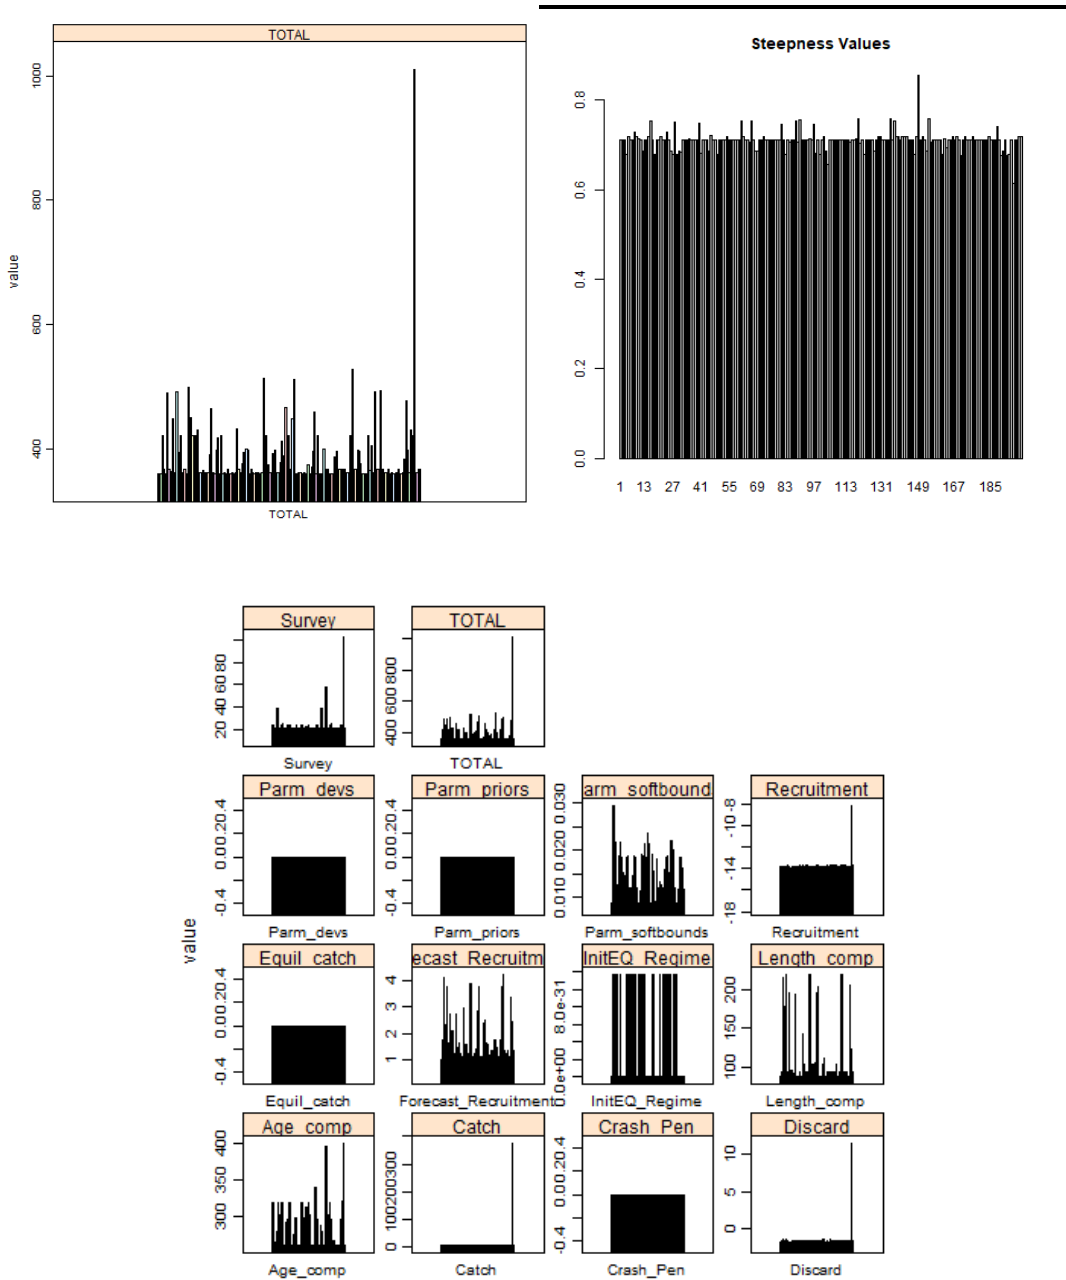 TOTAL
1000
800
600
400
value
TOTAL
Steepness Values
0.8
0.6
0.4
0.2
0.0
1 13 27 41 55 69 83 97 113 131 149 167 185
value
Survey
20 40 60 80
Survey
TOTAL
400 600 800
TOTAL
Parm_devs
-0.4 0.0 0.2 0.4
Parm_devs
Parm_priors
-0.4 0.0 0.2 0.4
Parm_priors
arm_softbound
0.010 0.020 0.030
Parm_softbounds
Recruitment
-18 -14 -10 -8
Recruitment
Equil_catch
-0.4 0.0 0.2 0.4
Equil_catch
ecast_Recruitm
1 2 3 4
Forecast_Recruitment
InitEQ_Regime
0.0e+00 8.0e-31
InitEQ_Regime
Length_comp
100 150 200
Length_comp
Age_comp
300 350 400
Age_comp
Catch
0 100 200 300
Catch
Crash_Pen
-0.4 0.0 0.2 0.4
Crash_Pen
Discard
0 5 10
Discard